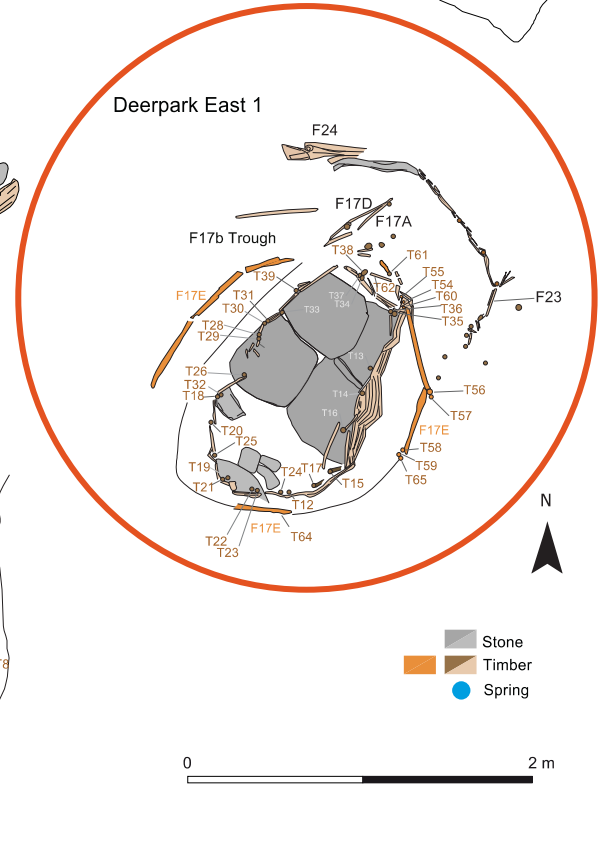 Deerpark East 1
F24
F17D
F17A
F17b Trough
T38
T61
T39
T62
T55
F17E
T31
T37
T54
T30
T33
T34
T60
F23
T36
T28
T35
T29
T13
T26
T32
T14
T56
T18
T16
T57
T20
F17E
T25
T58
T19
T24
T17
T59
T21
T15
T65
T12
N
F17E
T64
T22
T23
Stone
T8
Timber
Spring
0
2 m